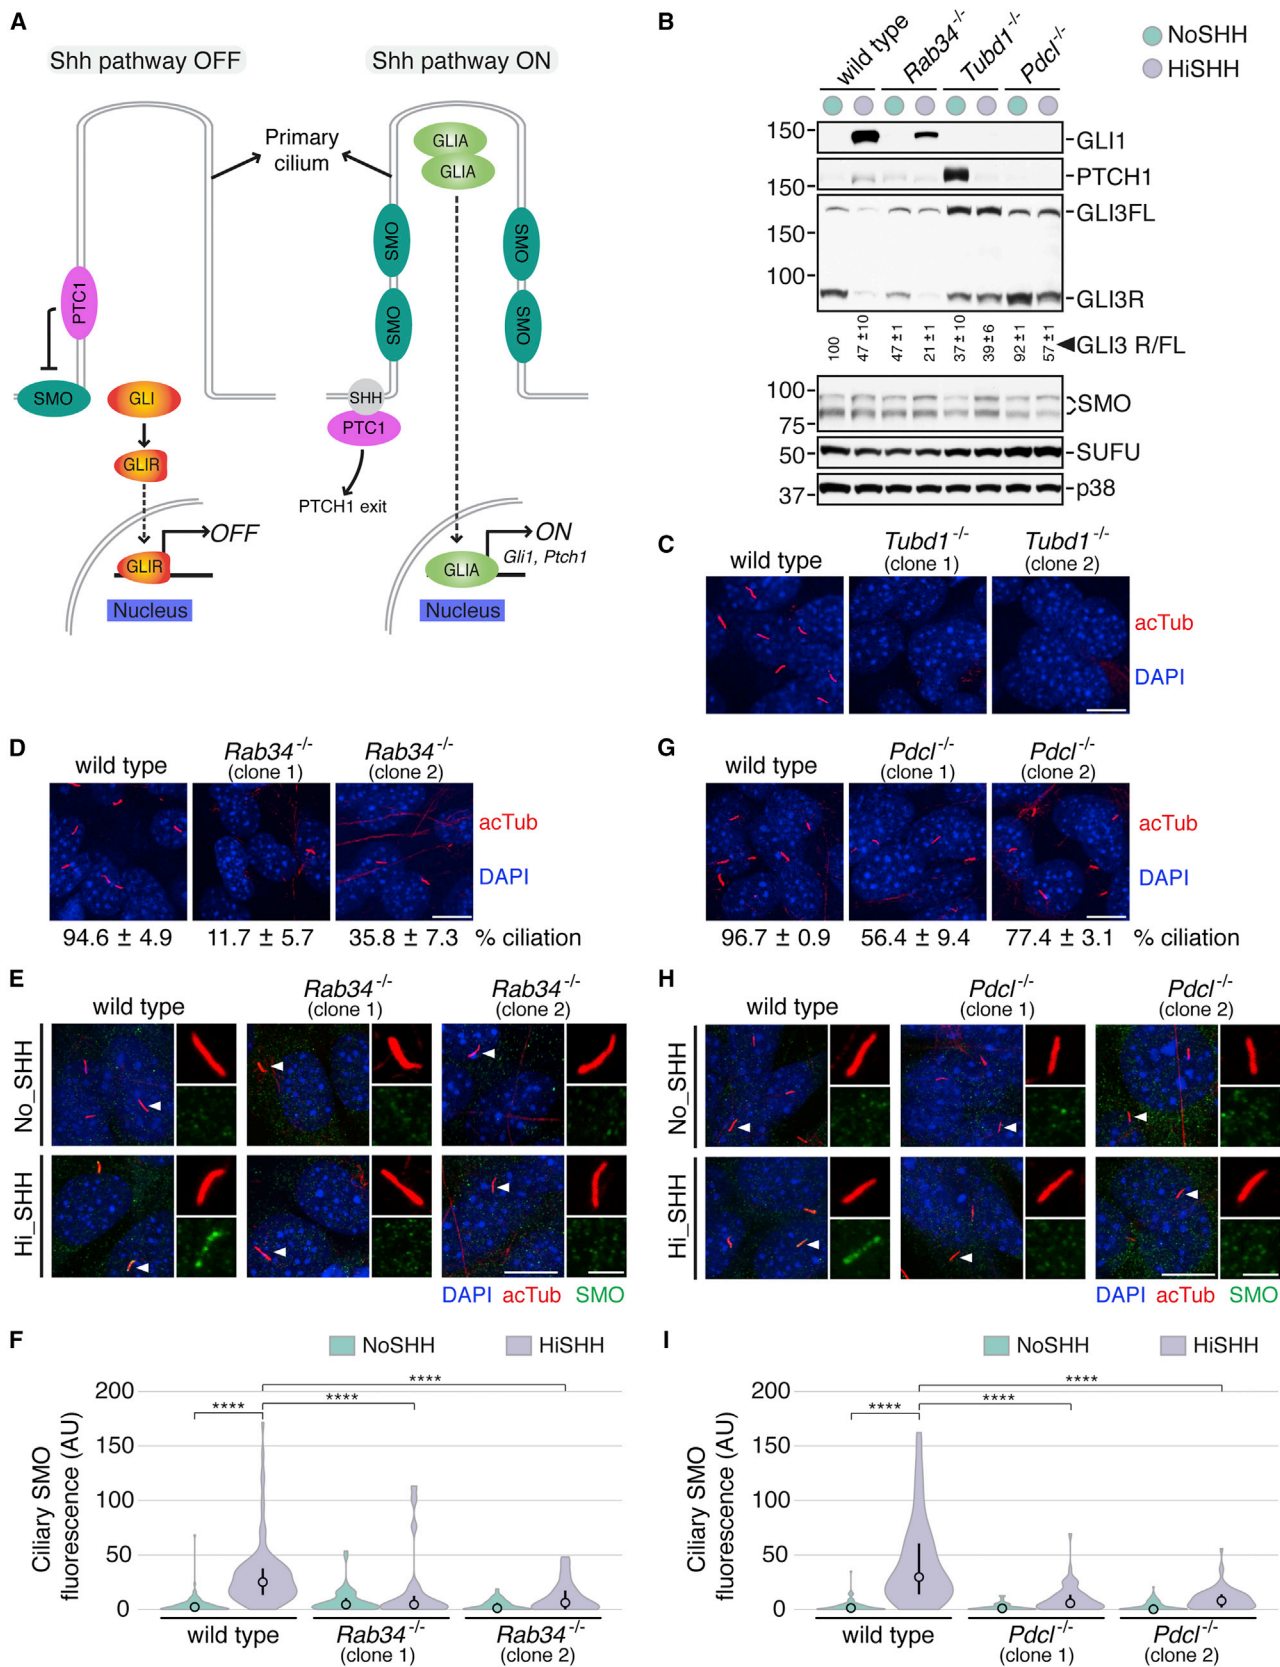 A
Shh pathway OFF
Shh pathway ON
Primary
cilium
GLIA
GLIA
SMO
SMO
SMO
SMO
PTC1
SMO
GLI
SHH
PTC1
GLIR
PTCH1 exit
OFF
ON
Gli1, Ptch1
GLIR
GLIA
Nucleus
Nucleus
B
wild type
Rab34-/-
Tubd1-/-
Pdcl-/-
NoSHH
HiSHH
150
GLI1
150
PTCH1
GLI3FL
150
100
GLI3R
100
47 ± 10
47 ± 1
21 ± 1
37 ± 10
39 ± 6
92 ± 1
57 ± 1
GLI3 R/FL
100
75
SMO
50
SUFU
37
p38
C
wild type
Tubd1-/-
(clone 1)
Tubd1-/-
(clone 2)
acTub
DAPI
D
wild type
Rab34-/-
(clone 1)
Rab34-/-
(clone 2)
acTub
DAPI
94.6 ± 4.9
11.7 ± 5.7
35.8 ± 7.3
% ciliation
G
wild type
Pdcl-/-
(clone 1)
Pdcl-/-
(clone 2)
acTub
DAPI
96.7 ± 0.9
56.4 ± 9.4
77.4 ± 3.1
% ciliation
E
wild type
Rab34-/-
(clone 1)
Rab34-/-
(clone 2)
No_SHH
Hi_SHH
DAPI acTub SMO
H
wild type
Pdcl-/-
(clone 1)
Pdcl-/-
(clone 2)
No_SHH
Hi_SHH
DAPI acTub SMO
F
NoSHH
HiSHH
Ciliary SMO
fluorescence (AU)
200
150
100
50
0
****
****
****
wild type
Rab34-/-
(clone 1)
Rab34-/-
(clone 2)
I
NoSHH
HiSHH
Ciliary SMO
fluorescence (AU)
200
150
100
50
0
****
****
****
wild type
Pdcl-/-
(clone 1)
Pdcl-/-
(clone 2)